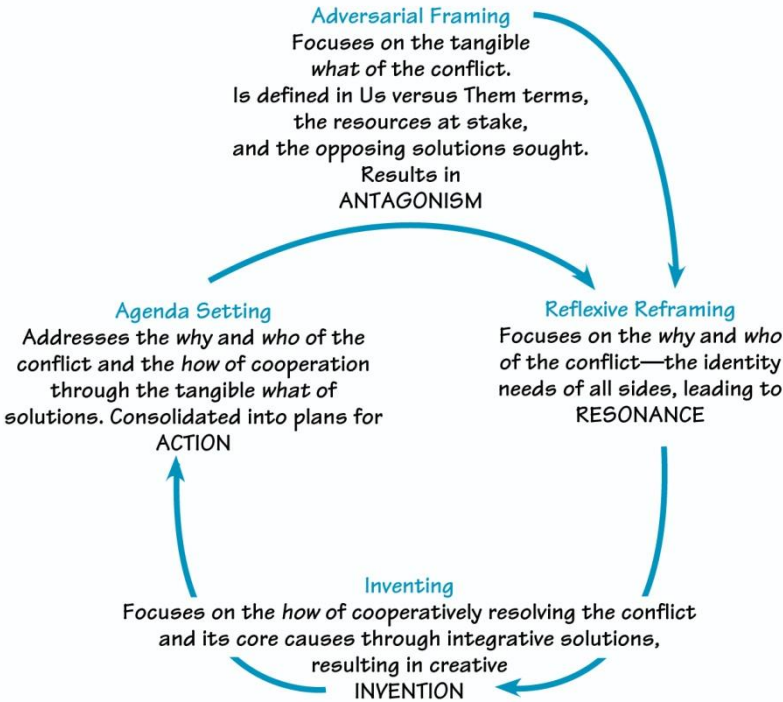 Adversarial Framing
Focuses on the tangible
what of the conflict.
Is defined in Us versus Them terms,
the resources at stake,
and the opposing solutions sought.
Results in
ANTAGONISM
Agenda Setting
Addresses the why and who of the
conflict and the how of cooperation
through the tangible what of
solutions. Consolidated into plans for
ACTION
Reflexive Reframing
Focuses on the why and who
of the conflict—the identity
needs of all sides, leading to
RESONANCE
Inventing
Focuses on the how of cooperatively resolving the conflict
and its core causes through integrative solutions,
resulting in creative
INVENTION